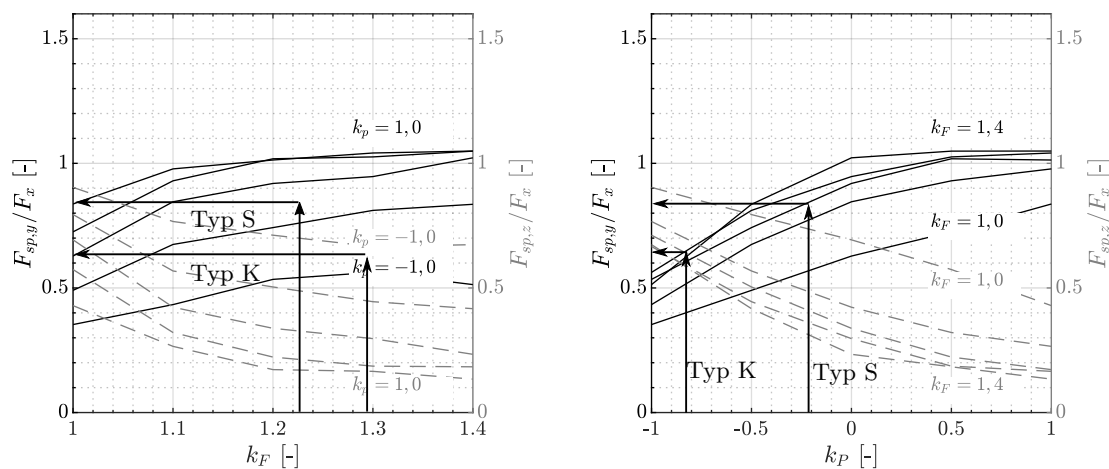 1.5
1
0.5
0
1.5
1
0.5
0
F_{sp,y}/F_x [-]
F_{sp,z}/F_x [-]
k_p = 1,0
Typ S
k_p = −1,0
Typ K
k_p = −1,0
k_p = 1,0
1
1.1
1.2
1.3
1.4
k_F [-]
1.5
1
0.5
0
1.5
1
0.5
0
F_{sp,y}/F_x [-]
F_{sp,z}/F_x [-]
k_F = 1,4
k_F = 1,0
k_F = 1,0
Typ K
Typ S
k_F = 1,4
-1
-0.5
0
0.5
1
k_P [-]